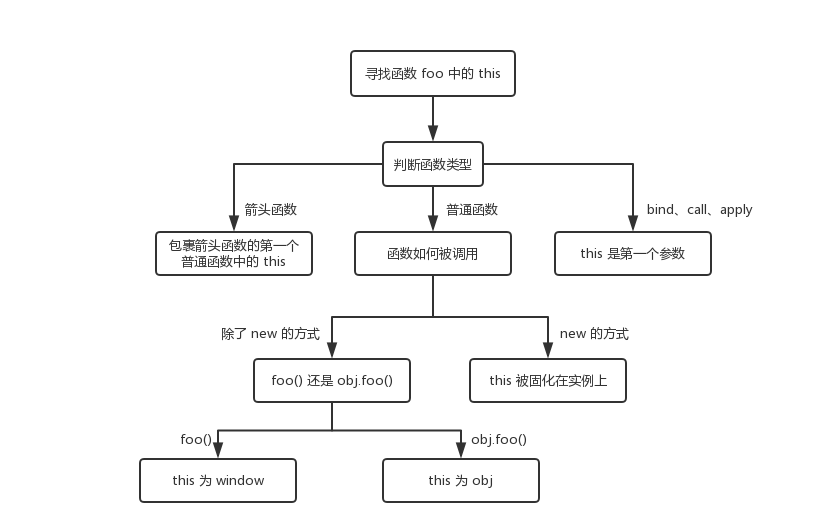 寻找函数 foo 中的 this
判断函数类型
箭头函数
普通函数
bind、call、apply
包裹箭头函数的第一个
普通函数中的 this
函数如何被调用
this 是第一个参数
除了 new 的方式
new 的方式
foo() 还是 obj.foo()
this 被固化在实例上
foo()
obj.foo()
this 为 window
this 为 obj